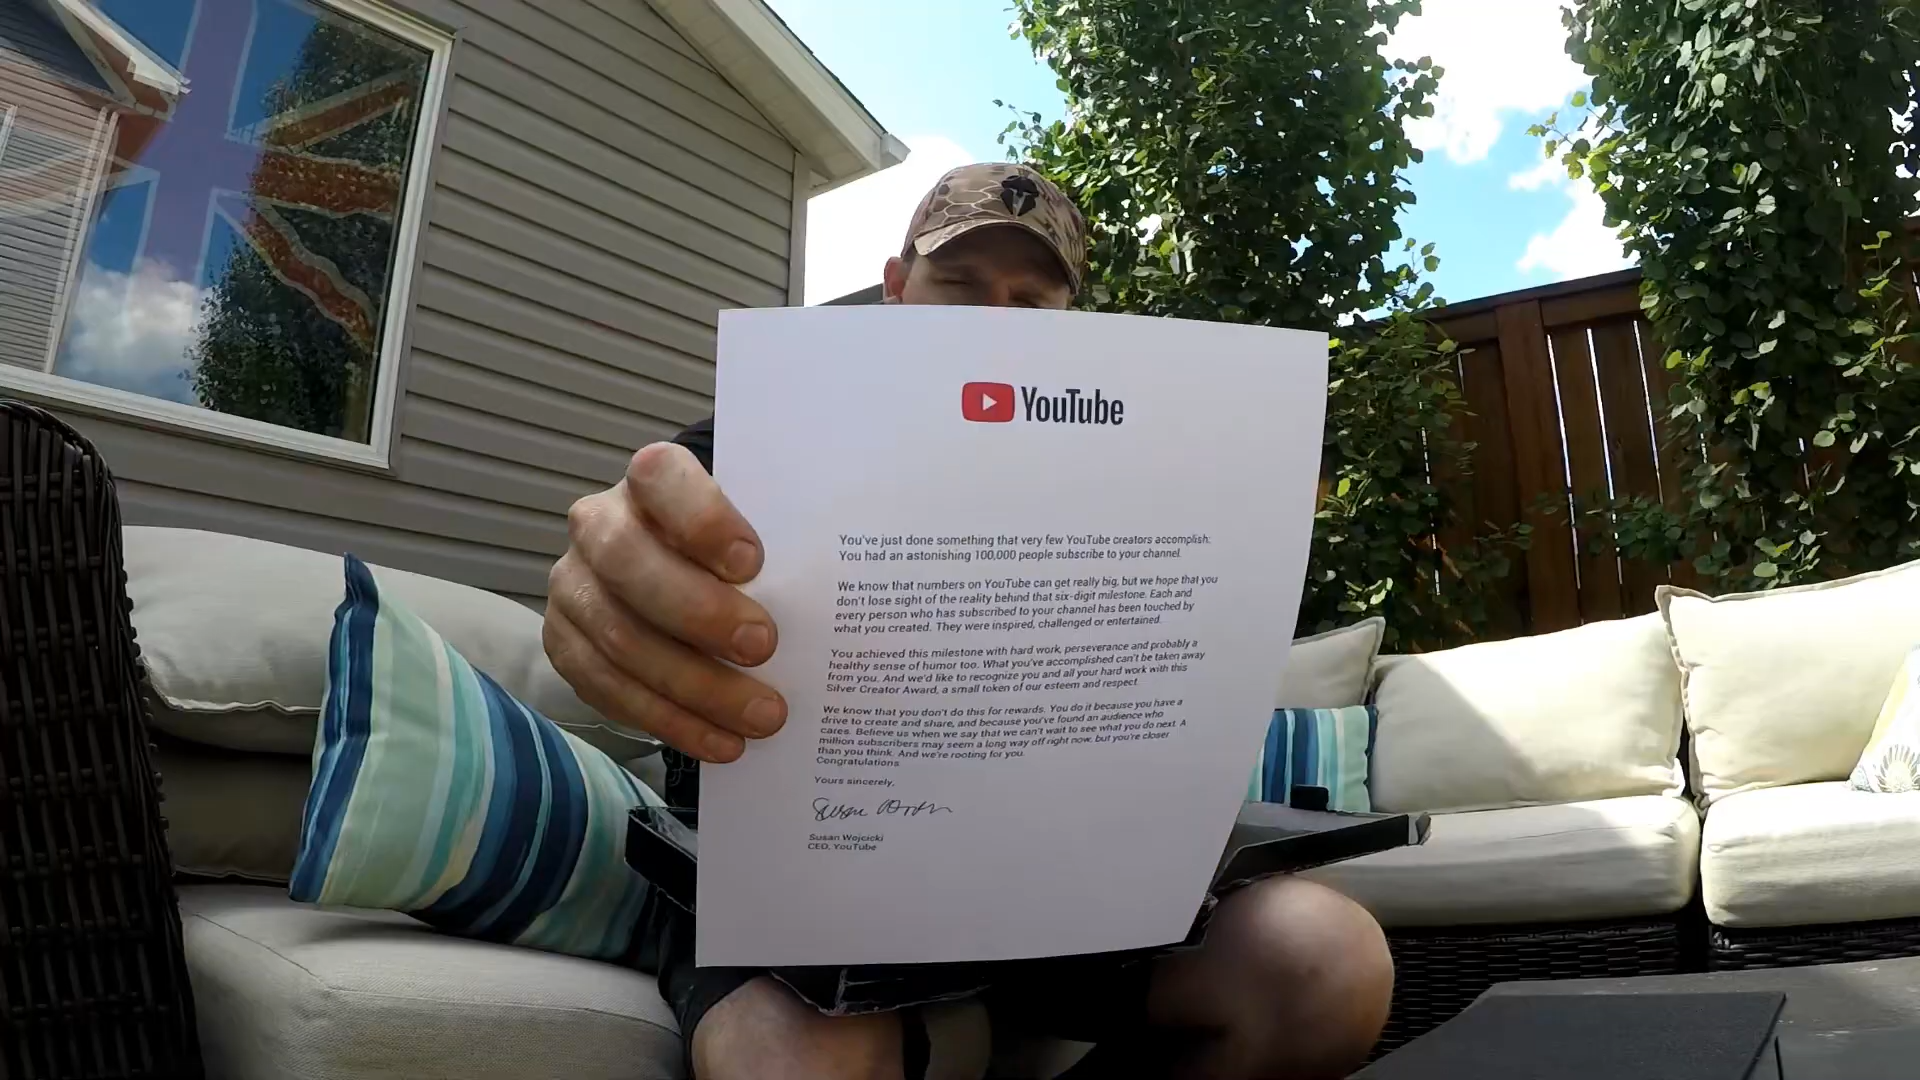 YouTube
You've just done something that very few YouTube creators accomplish:
You had an astonishing 100,000 people subscribe to your channel.
We know that numbers on YouTube can get really big, but we hope that you
don't lose sight of the reality behind that six-digit milestone. Each and
every person who has subscribed to your channel has been touched by
what you created. They were inspired, challenged or entertained.
You achieved this milestone with hard work, perseverance and probably a
healthy sense of humor too. What you've accomplished can't be taken away
from you. And we'd like to recognize you and all your hard work with this
Silver Creator Award, a small token of our esteem and respect.
We know that you don't do this for rewards. You do it because you have a
drive to create and share, and because you've found an audience who
cares. Believe us when we say that we can't wait to see what you do next. A
million subscribers may seem a long way off right now, but you're closer
than you think. And we're rooting for you.
Congratulations.
Yours sincerely,
Susan Wojcicki
CEO, YouTube